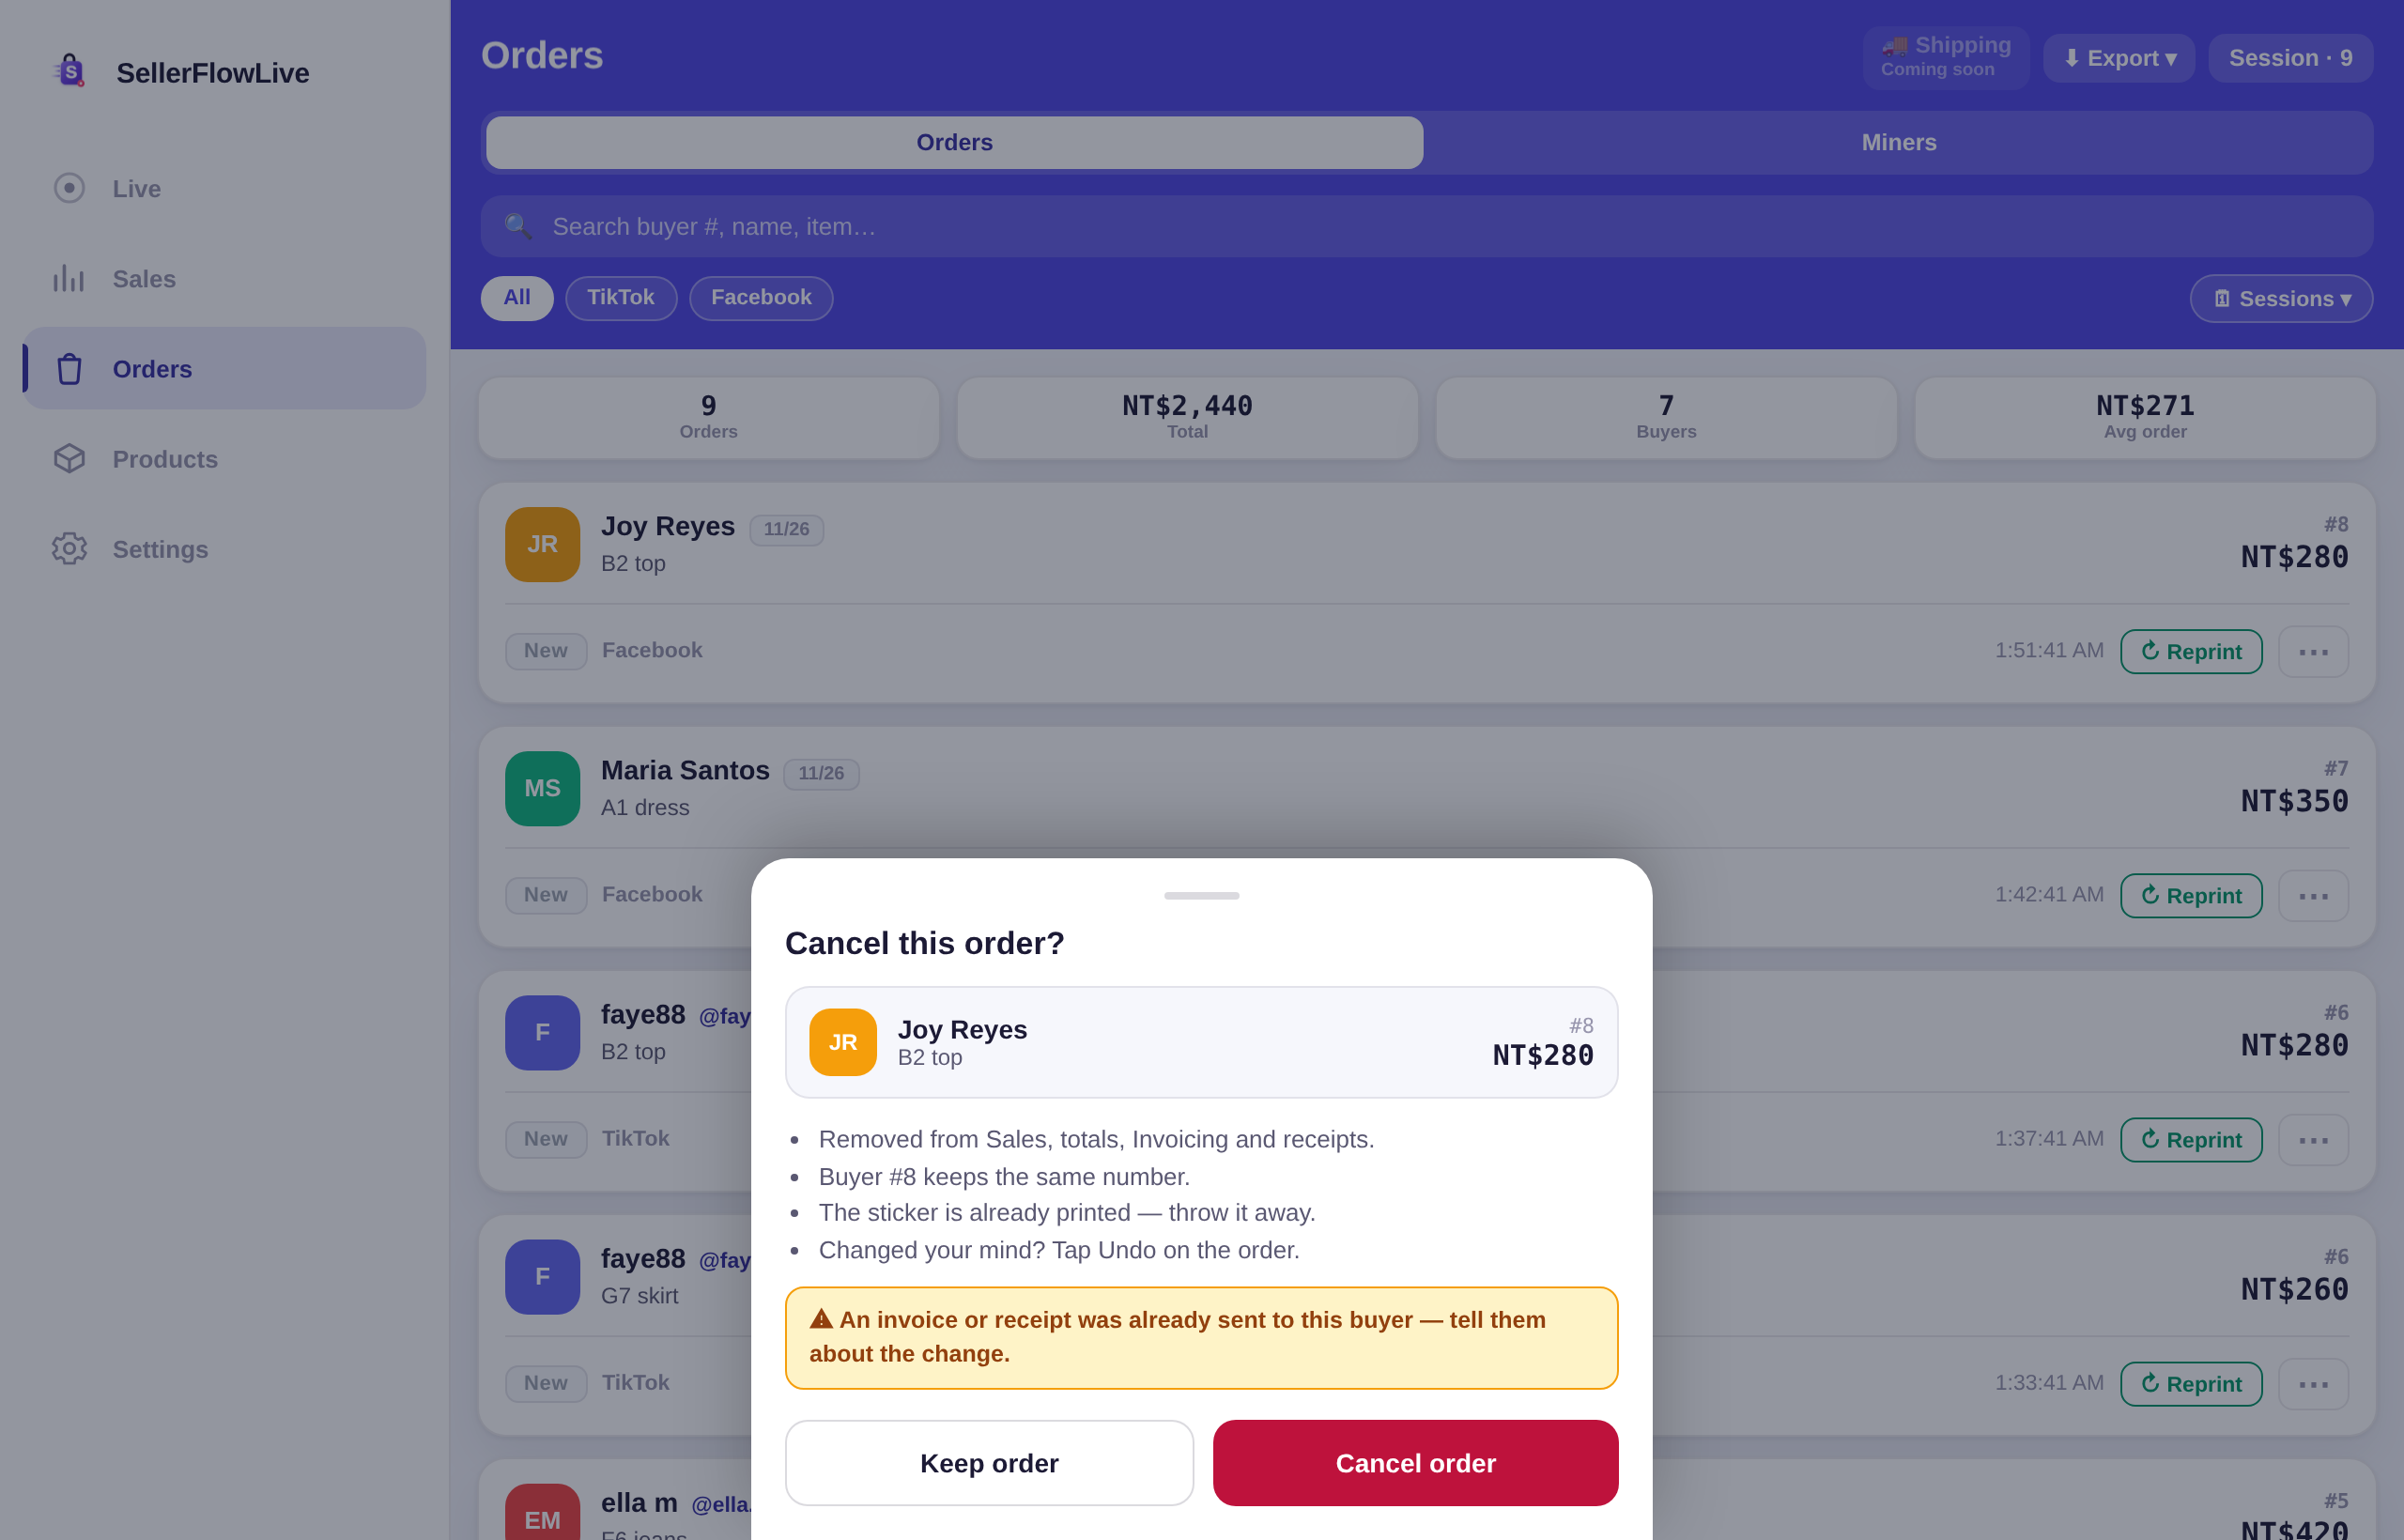 SellerFlowLive
Live
Sales
Orders
Products
Settings
Orders
🚚 Shipping
Coming soon
⬇ Export ▾
Session · 9
Orders
Miners
🔍 Search buyer #, name, item…
All
TikTok
Facebook
🗓 Sessions ▾
9
Orders
NT$2,440
Total
7
Buyers
NT$271
Avg order
JR
Joy Reyes 11/26
B2 top
#8
NT$280
New Facebook
1:51:41 AM ↻ Reprint ⋯
MS
Maria Santos 11/26
A1 dress
#7
NT$350
New Facebook
1:42:41 AM ↻ Reprint ⋯
F
faye88
B2 top
#6
NT$280
New TikTok
1:37:41 AM ↻ Reprint ⋯
F
faye88
G7 skirt
#6
NT$260
New TikTok
1:33:41 AM ↻ Reprint ⋯
EM
ella m
F6 jeans
#5
NT$420
Cancel this order?
JR
Joy Reyes
B2 top
#8
NT$280
• Removed from Sales, totals, Invoicing and receipts.
• Buyer #8 keeps the same number.
• The sticker is already printed — throw it away.
• Changed your mind? Tap Undo on the order.
⚠ An invoice or receipt was already sent to this buyer — tell them
about the change.
Keep order
Cancel order